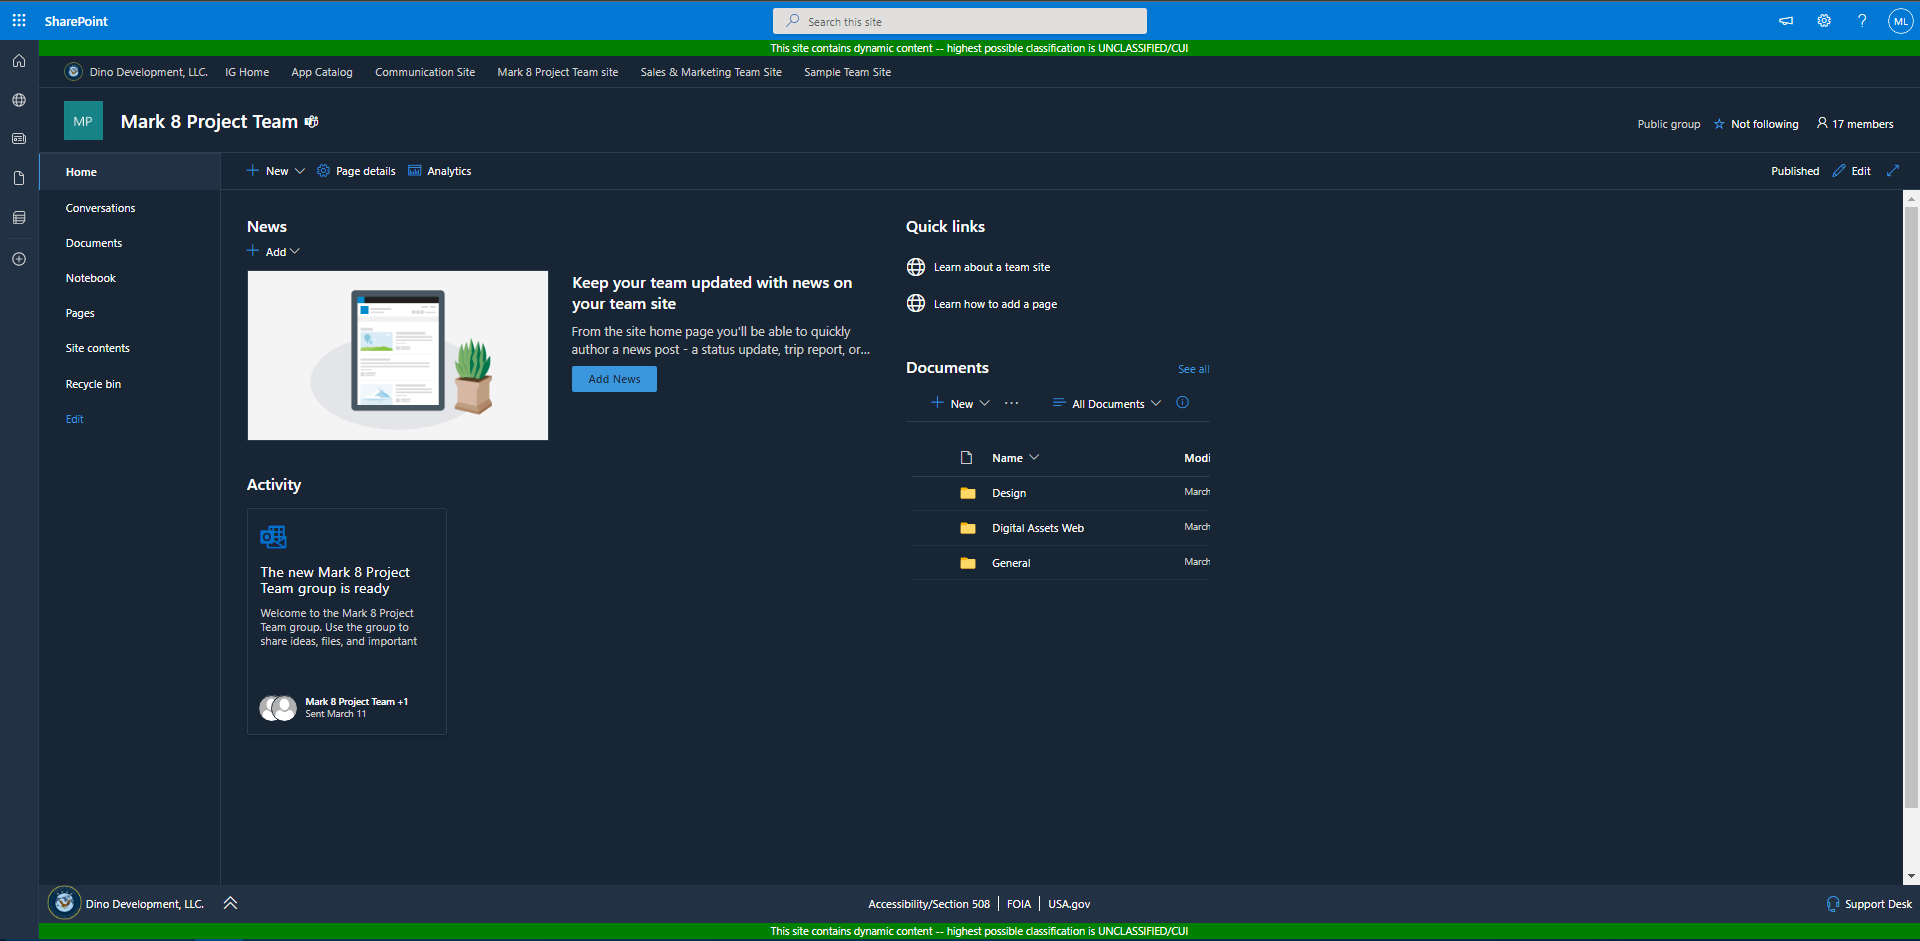 SharePoint
Search this site
ML
This site contains dynamic content -- highest possible classification is UNCLASSIFIED/CUI
Dino Development, LLC. IG Home App Catalog Communication Site Mark 8 Project Team site Sales & Marketing Team Site Sample Team Site
MP
Mark 8 Project Team
Public group Not following 17 members
Home
Conversations
Documents
Notebook
Pages
Site contents
Recycle bin
Edit
New Page details Analytics
Published Edit
News
Add
Keep your team updated with news on
your team site
From the site home page you'll be able to quickly
author a news post - a status update, trip report, or...
Add News
Activity
The new Mark 8 Project
Team group is ready
Welcome to the Mark 8 Project
Team group. Use the group to
share ideas, files, and important
Mark 8 Project Team +1
Sent March 11
Quick links
Learn about a team site
Learn how to add a page
Documents
See all
New ··· All Documents
Name Modi
Design March
Digital Assets Web March
General March
Dino Development, LLC.
Accessibility/Section 508 | FOIA | USA.gov
Support Desk
This site contains dynamic content -- highest possible classification is UNCLASSIFIED/CUI